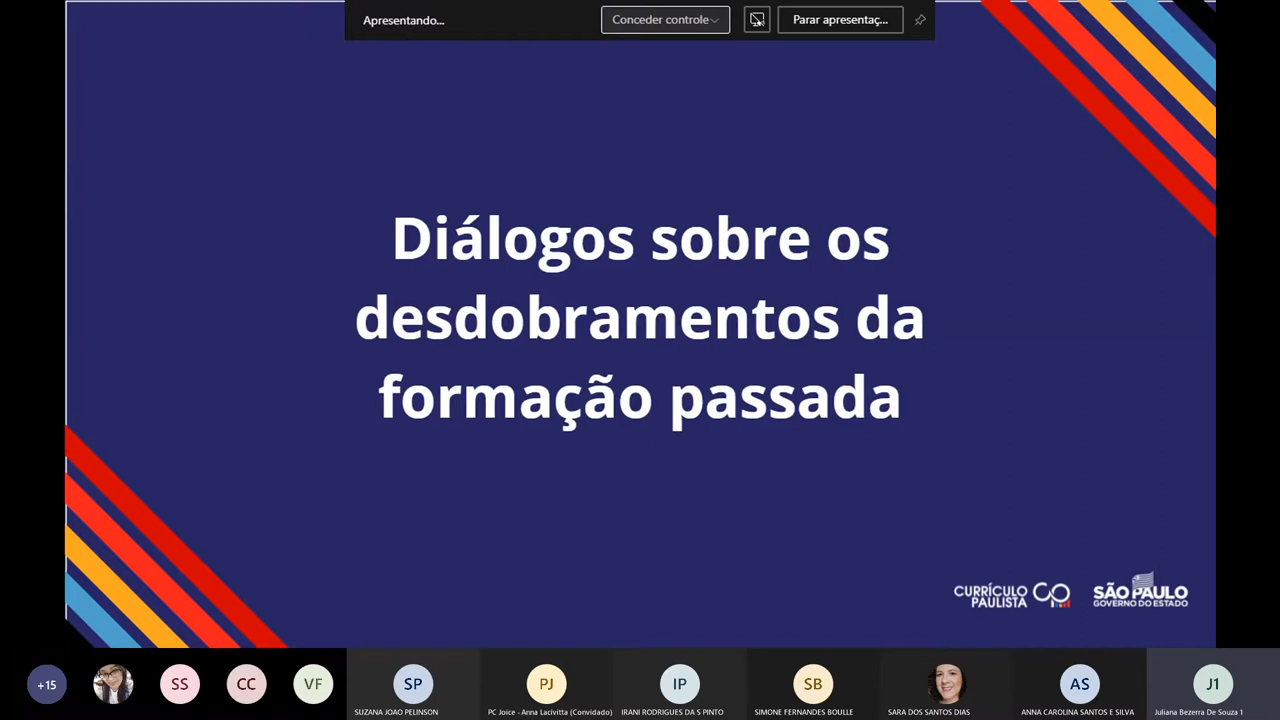 Apresentando...
Conceder controle
Parar apresentaç...
Diálogos sobre os
desdobramentos da
formação passada
CURRÍCULO
PAULISTA
SÃO PAULO
GOVERNO DO ESTADO
+15
SS
CC
VF
SP
PJ
IP
SB
AS
J1
SUZANA JOAO PELINSON
PC Joice - Anna Lacivitta (Convidado)
IRANI RODRIGUES DA S PINTO
SIMONE FERNANDES BOULLE
SARA DOS SANTOS DIAS
ANNA CAROLINA SANTOS E SILVA
Juliana Bezerra De Souza 1